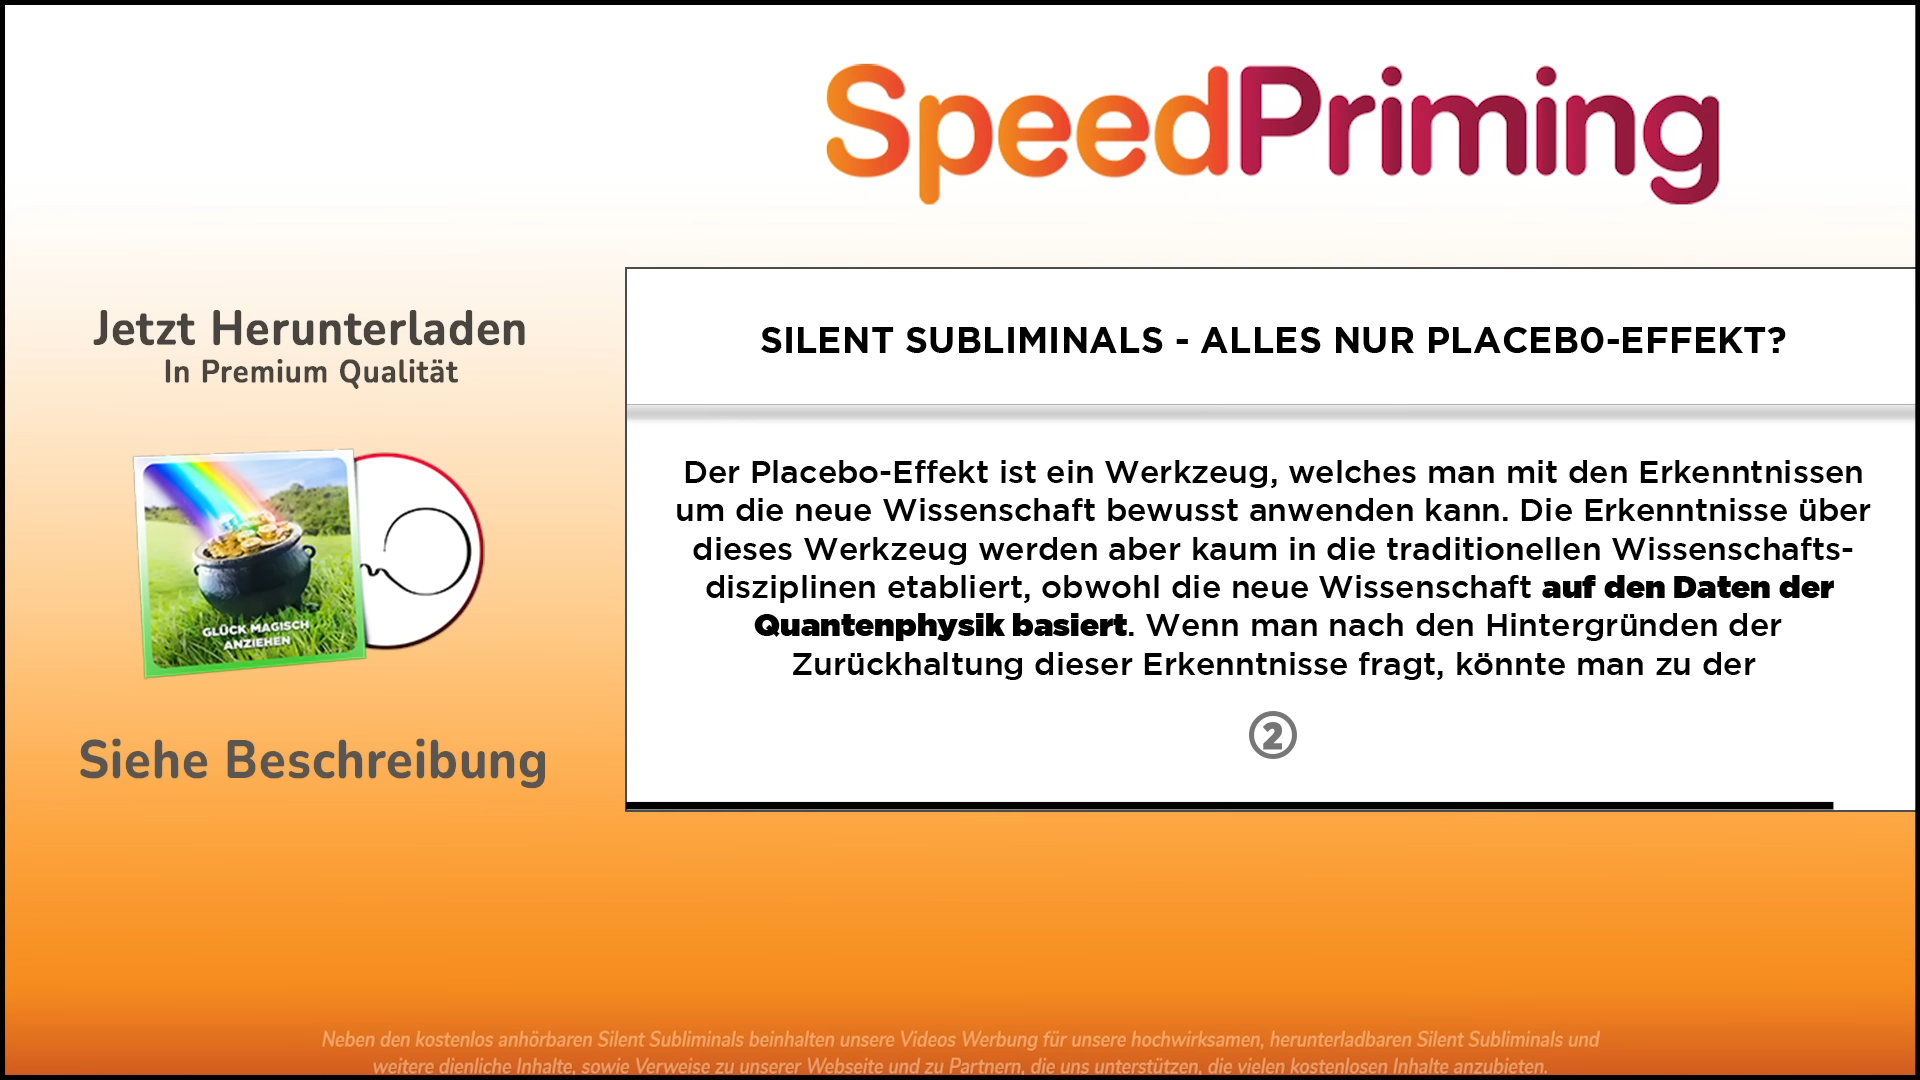 SpeedPriming
Jetzt Herunterladen
In Premium Qualität
GLÜCK MAGISCH
ANZIEHEN
Siehe Beschreibung
SILENT SUBLIMINALS - ALLES NUR PLACEB0-EFFEKT?
Der Placebo-Effekt ist ein Werkzeug, welches man mit den Erkenntnissen
um die neue Wissenschaft bewusst anwenden kann. Die Erkenntnisse über
dieses Werkzeug werden aber kaum in die traditionellen Wissenschafts-
disziplinen etabliert, obwohl die neue Wissenschaft auf den Daten der
Quantenphysik basiert. Wenn man nach den Hintergründen der
Zurückhaltung dieser Erkenntnisse fragt, könnte man zu der
2
Neben den kostenlos anhörbaren Silent Subliminals beinhalten unsere Videos Werbung für unsere hochwirksamen, herunterladbaren Silent Subliminals und
weitere dienliche Inhalte, sowie Verweise zu unserer Webseite und zu Partnern, die uns unterstützen, die vielen kostenlosen Inhalte anzubieten.